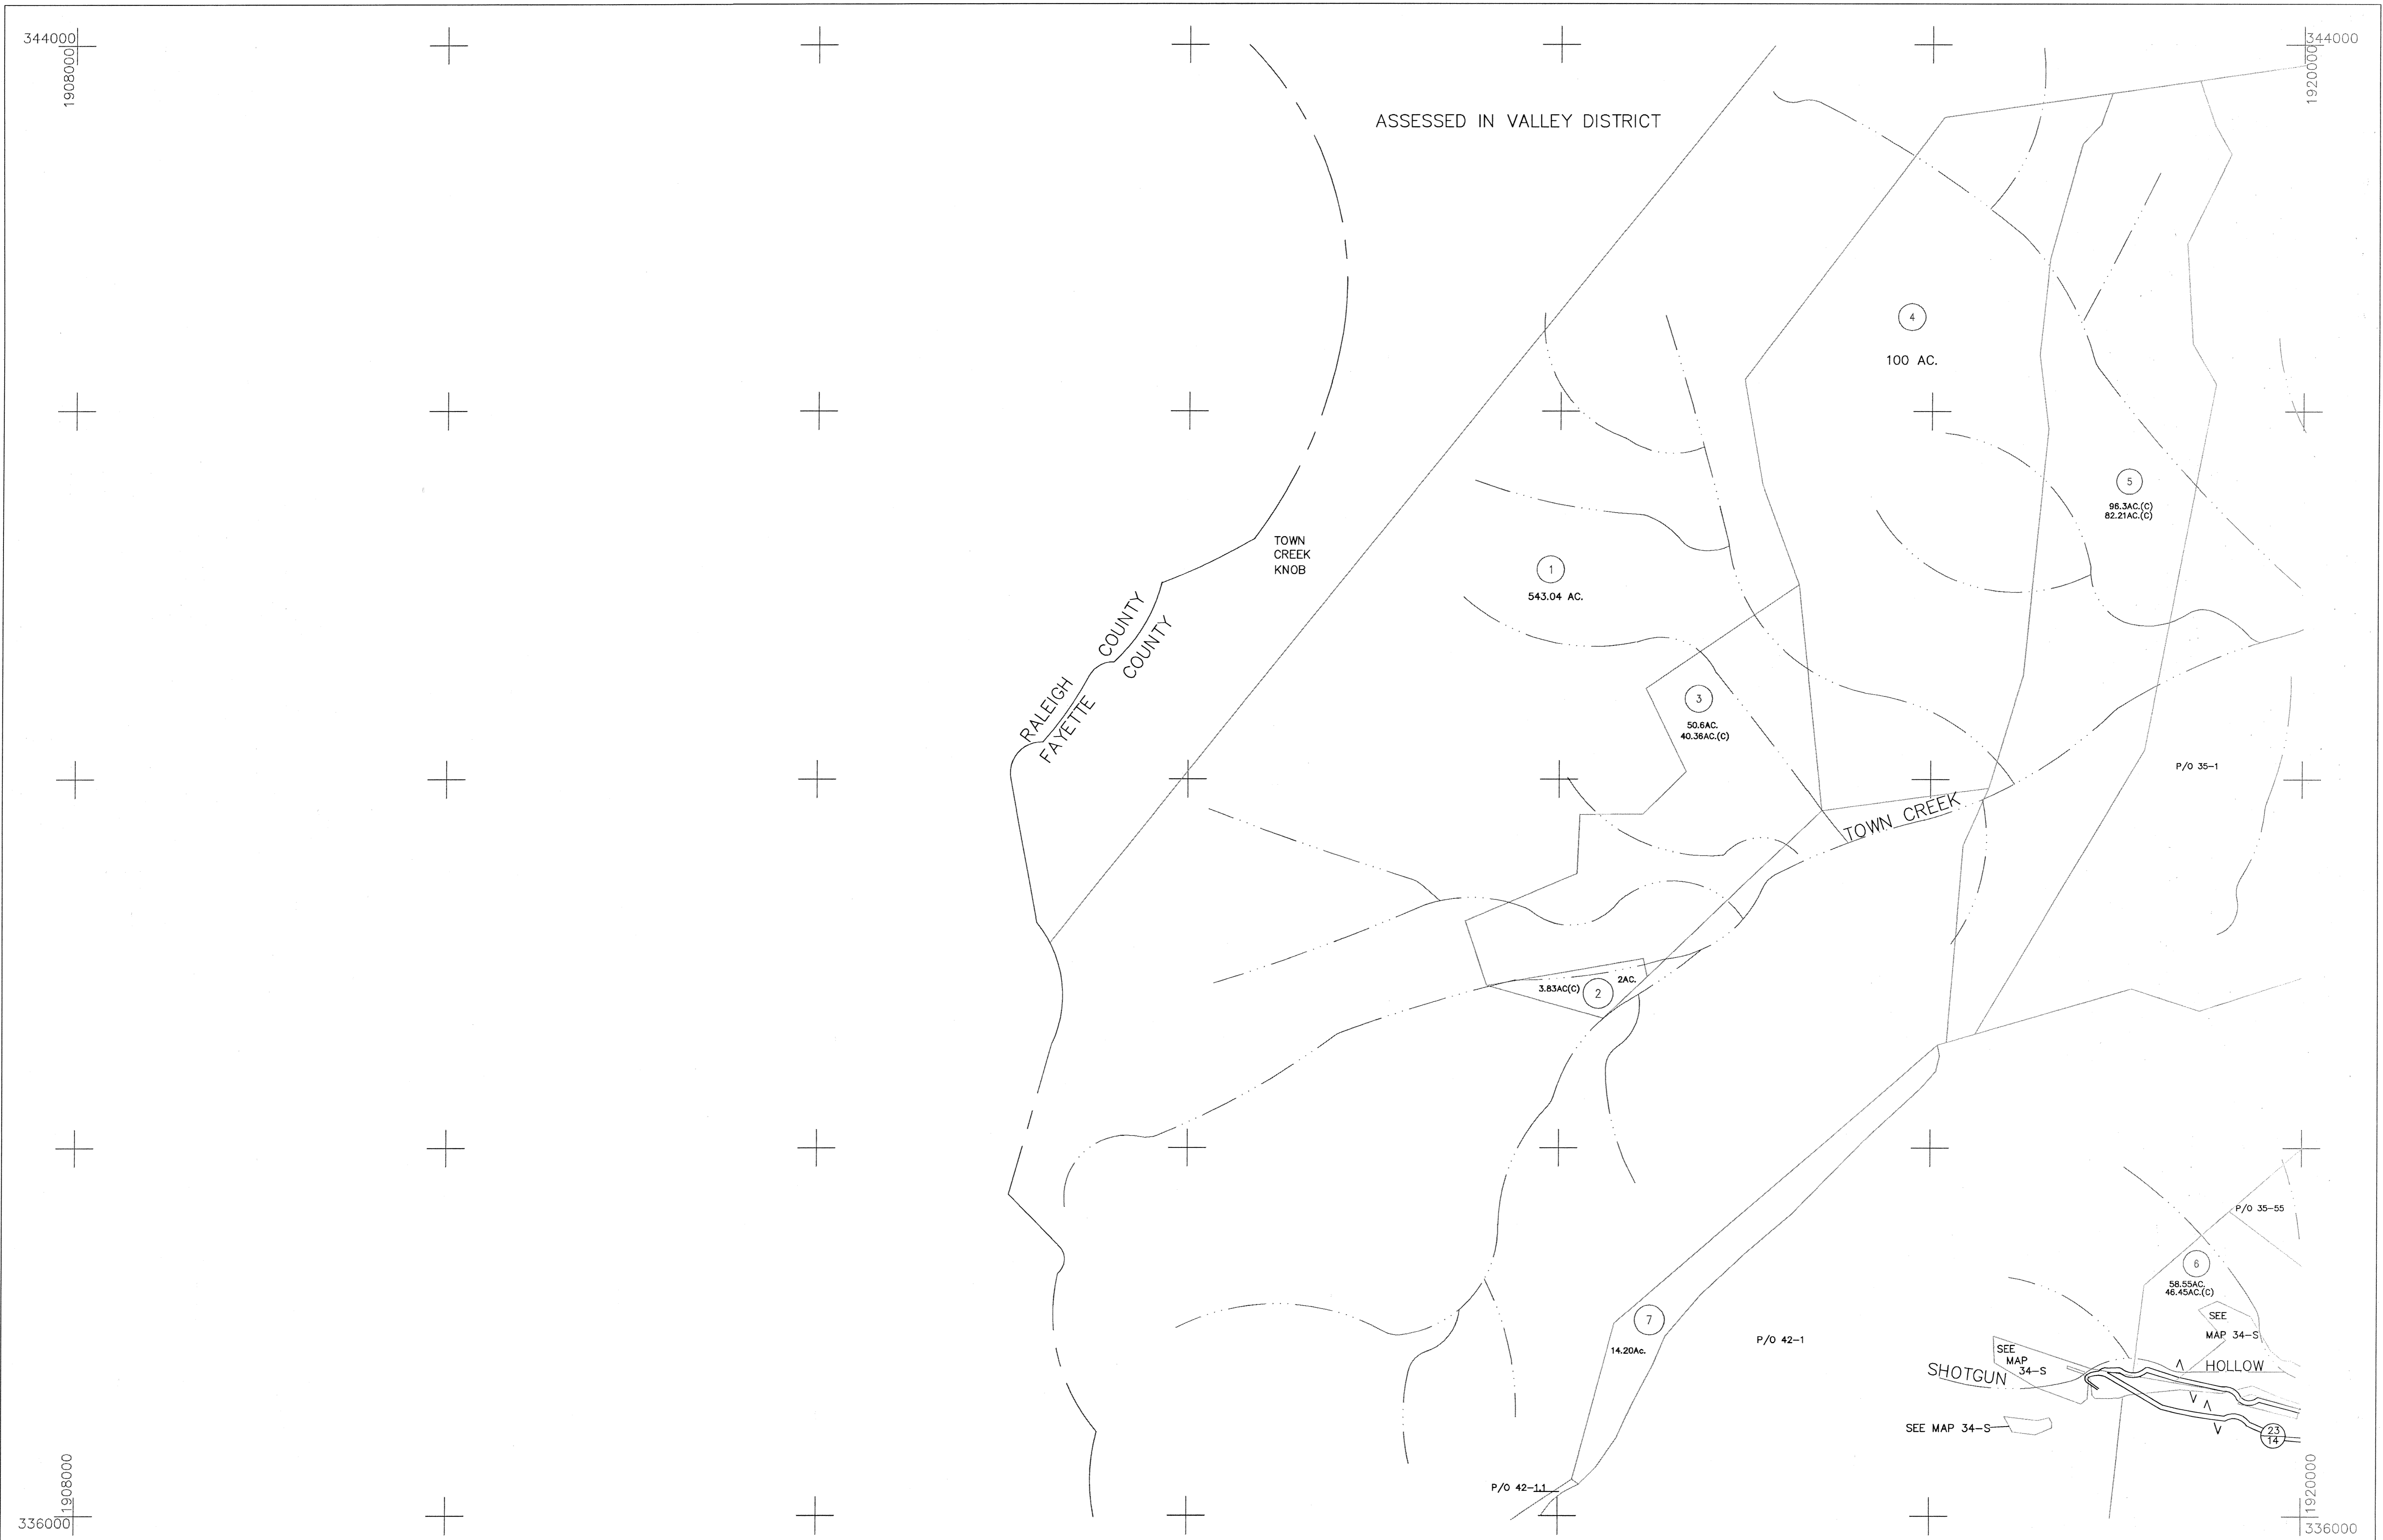 344000
1908000
344000
1920000
ASSESSED IN VALLEY DISTRICT
4
100 AC.
5
96.3AC.(C)
82.21AC.(C)
TOWN
CREEK
KNOB
1
543.04 AC.
RALEIGH COUNTY
FAYETTE COUNTY
3
50.6AC.
40.36AC.(C)
P/O 35-1
TOWN CREEK
2AC.
3.83AC(C)
2
P/O 35-55
6
58.55AC.
46.45AC.(C)
SEE
MAP 34-S
7
14.20Ac.
P/O 42-1
SEE
MAP
34-S
SHOTGUN HOLLOW
SEE MAP 34-S
23
14
P/O 42-1.1
1908000
336000
1920000
336000